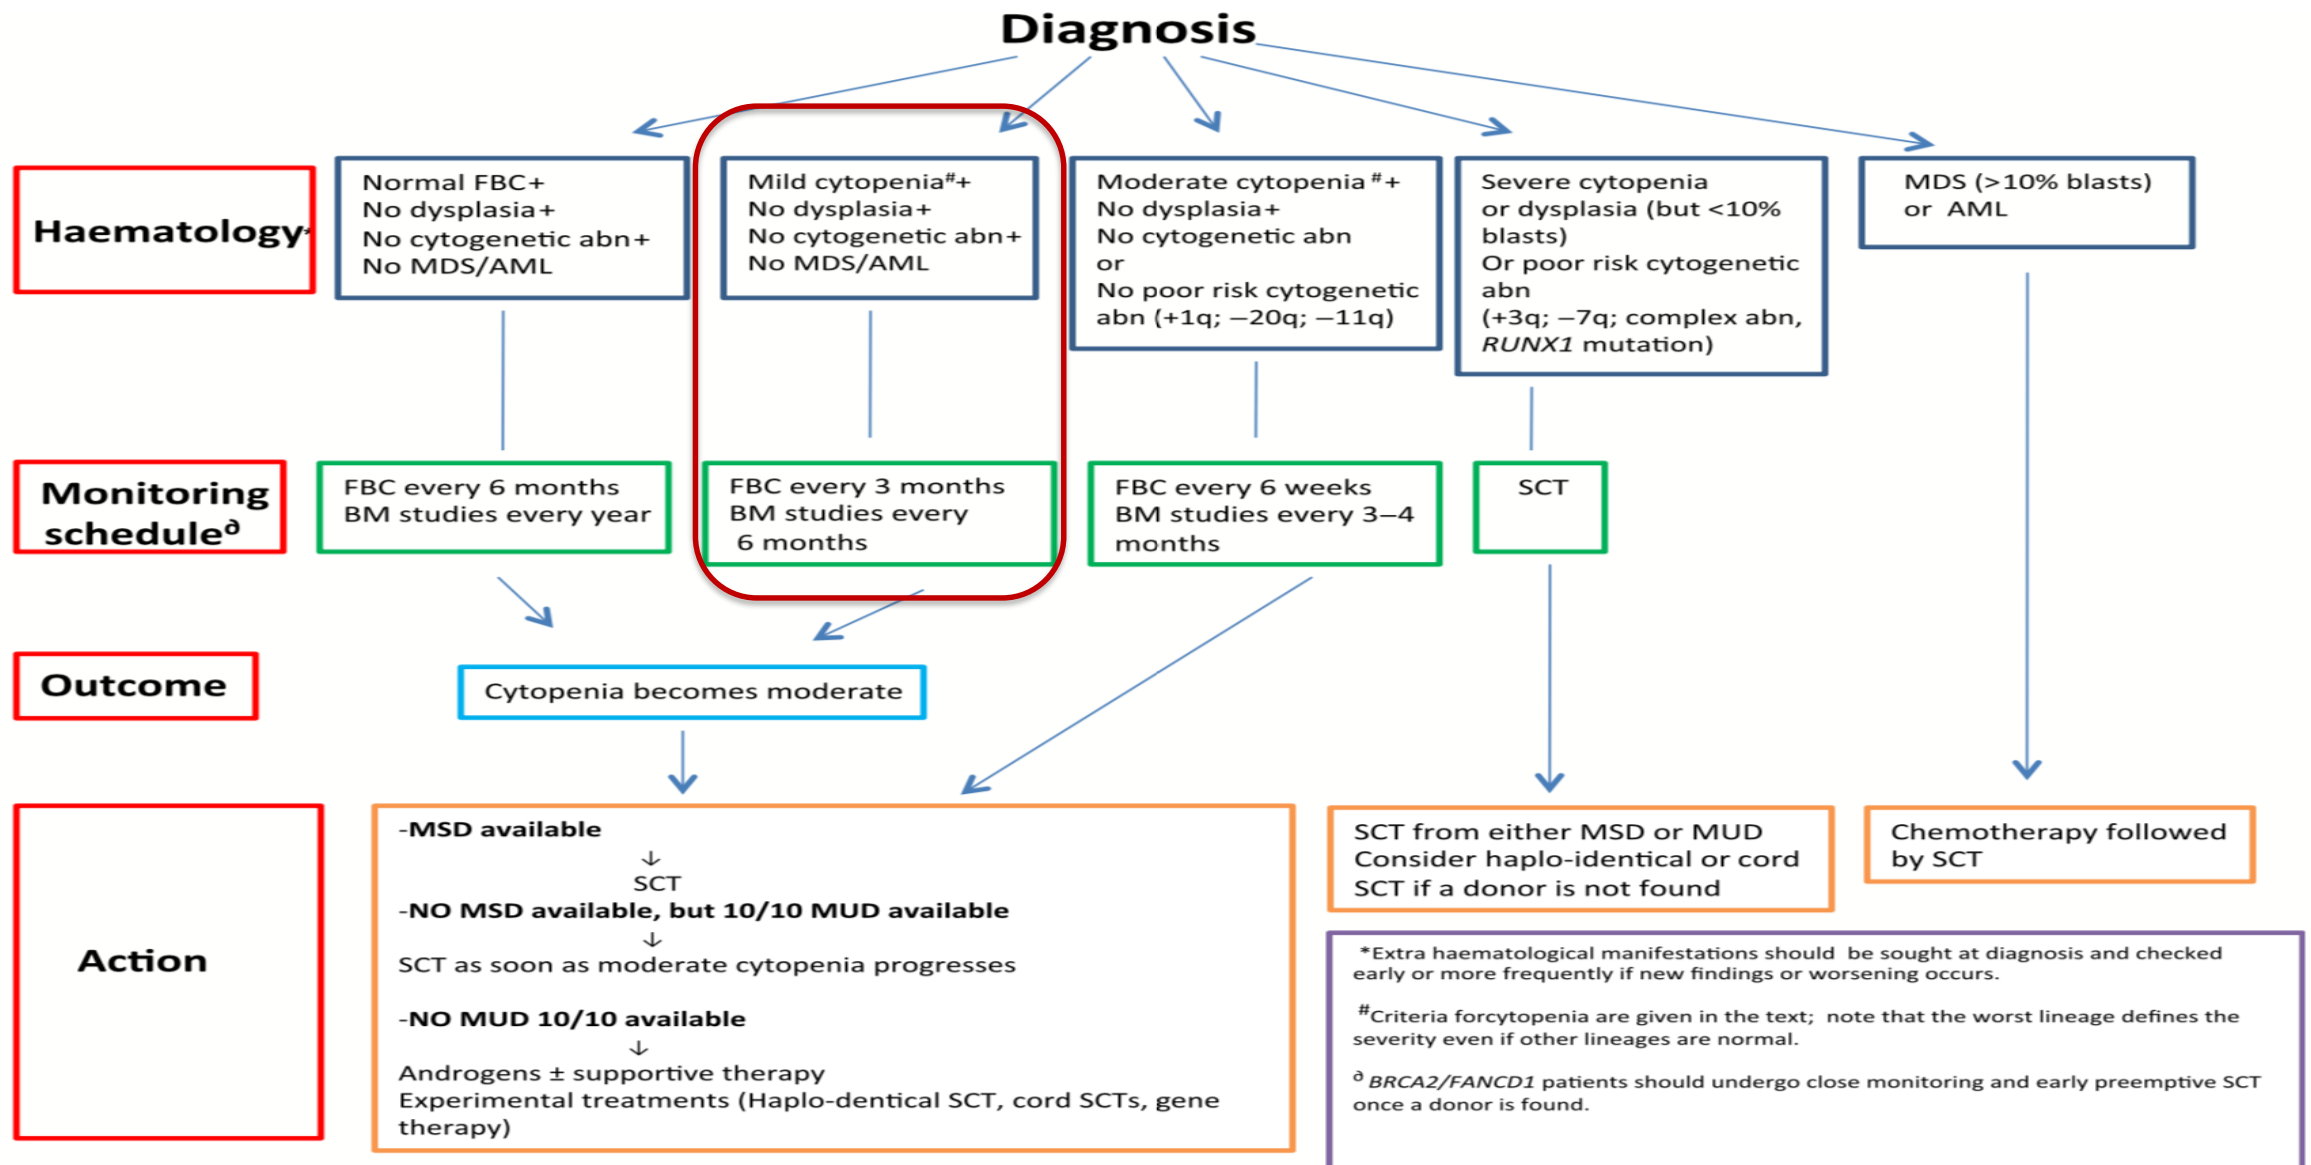 Diagnosis
Haematology*
Normal FBC+
No dysplasia+
No cytogenetic abn+
No MDS/AML
Mild cytopenia#+
No dysplasia+
No cytogenetic abn+
No MDS/AML
Moderate cytopenia #+
No dysplasia+
No cytogenetic abn
or
No poor risk cytogenetic
abn (+1q; –20q; –11q)
Severe cytopenia
or dysplasia (but <10%
blasts)
Or poor risk cytogenetic
abn
(+3q; –7q; complex abn,
RUNX1 mutation)
MDS (>10% blasts)
or AML
Monitoring
schedule∂
FBC every 6 months
BM studies every year
FBC every 3 months
BM studies every
6 months
FBC every 6 weeks
BM studies every 3–4
months
SCT
Outcome
Cytopenia becomes moderate
Action
-MSD available
↓
SCT
-NO MSD available, but 10/10 MUD available
↓
SCT as soon as moderate cytopenia progresses
-NO MUD 10/10 available
↓
Androgens ± supportive therapy
Experimental treatments (Haplo-dentical SCT, cord SCTs, gene
therapy)
SCT from either MSD or MUD
Consider haplo-identical or cord
SCT if a donor is not found
Chemotherapy followed
by SCT
*Extra haematological manifestations should be sought at diagnosis and checked
early or more frequently if new findings or worsening occurs.
#Criteria forcytopenia are given in the text; note that the worst lineage defines the
severity even if other lineages are normal.
∂ BRCA2/FANCD1 patients should undergo close monitoring and early preemptive SCT
once a donor is found.